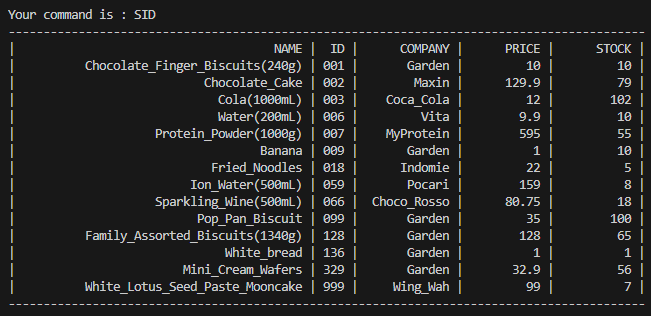 Your command is : SID
-------------------------------------------------------------------------------------------
| NAME | ID | COMPANY | PRICE | STOCK |
| Chocolate_Finger_Biscuits(240g) | 001 | Garden | 10 | 10 |
| Chocolate_Cake | 002 | Maxin | 129.9 | 79 |
| Cola(1000mL) | 003 | Coca_Cola | 12 | 102 |
| Water(200mL) | 006 | Vita | 9.9 | 10 |
| Protein_Powder(1000g) | 007 | MyProtein | 595 | 55 |
| Banana | 009 | Garden | 1 | 10 |
| Fried_Noodles | 018 | Indomie | 22 | 5 |
| Ion_Water(500mL) | 059 | Pocari | 159 | 8 |
| Sparkling_Wine(500mL) | 066 | Choco_Rosso | 80.75 | 18 |
| Pop_Pan_Biscuit | 099 | Garden | 35 | 100 |
| Family_Assorted_Biscuits(1340g) | 128 | Garden | 128 | 65 |
| White_bread | 136 | Garden | 1 | 1 |
| Mini_Cream_Wafers | 329 | Garden | 32.9 | 56 |
| White_Lotus_Seed_Paste_Mooncake | 999 | Wing_Wah | 99 | 7 |
-------------------------------------------------------------------------------------------